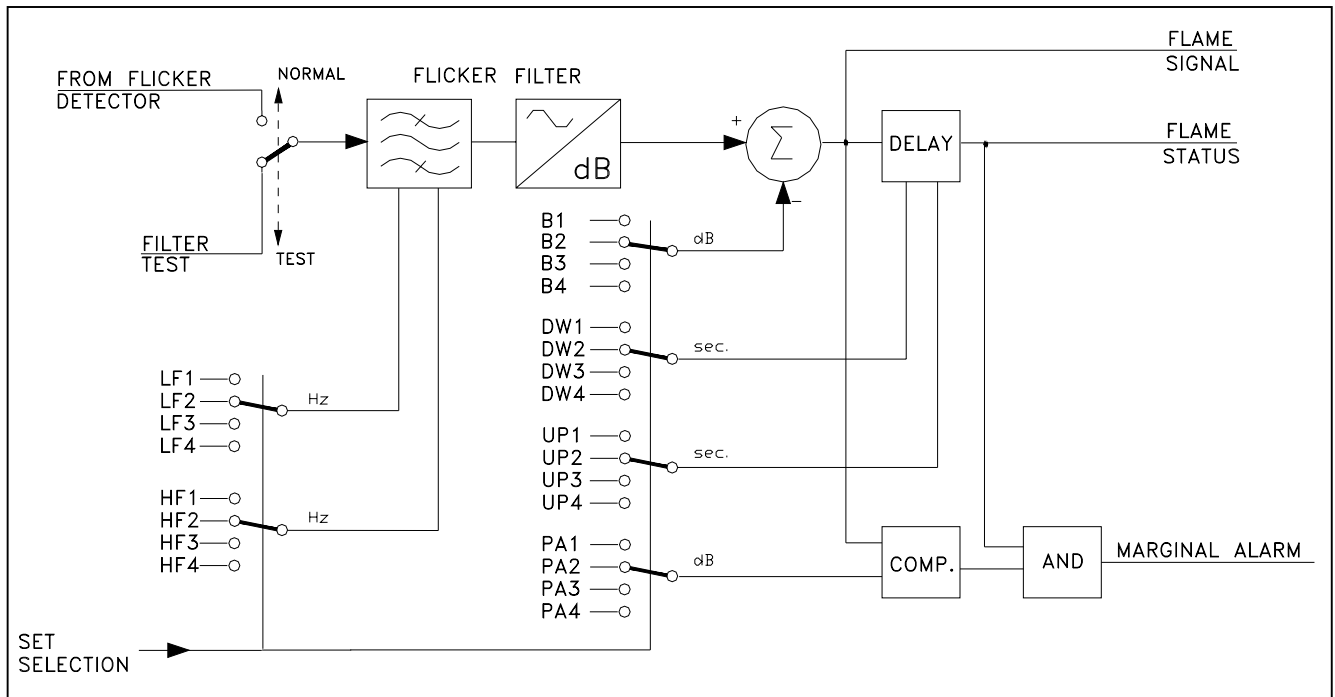 FLAME
SIGNAL
FROM FLICKER
DETECTOR
NORMAL
FLICKER FILTER
dB
+
Σ
−
DELAY
FLAME
STATUS
FILTER
TEST
TEST
B1
B2
B3
B4
dB
DW1
DW2
DW3
DW4
sec.
LF1
LF2
LF3
LF4
Hz
UP1
UP2
UP3
UP4
sec.
HF1
HF2
HF3
HF4
Hz
PA1
PA2
PA3
PA4
dB
COMP.
AND
MARGINAL ALARM
SET
SELECTION